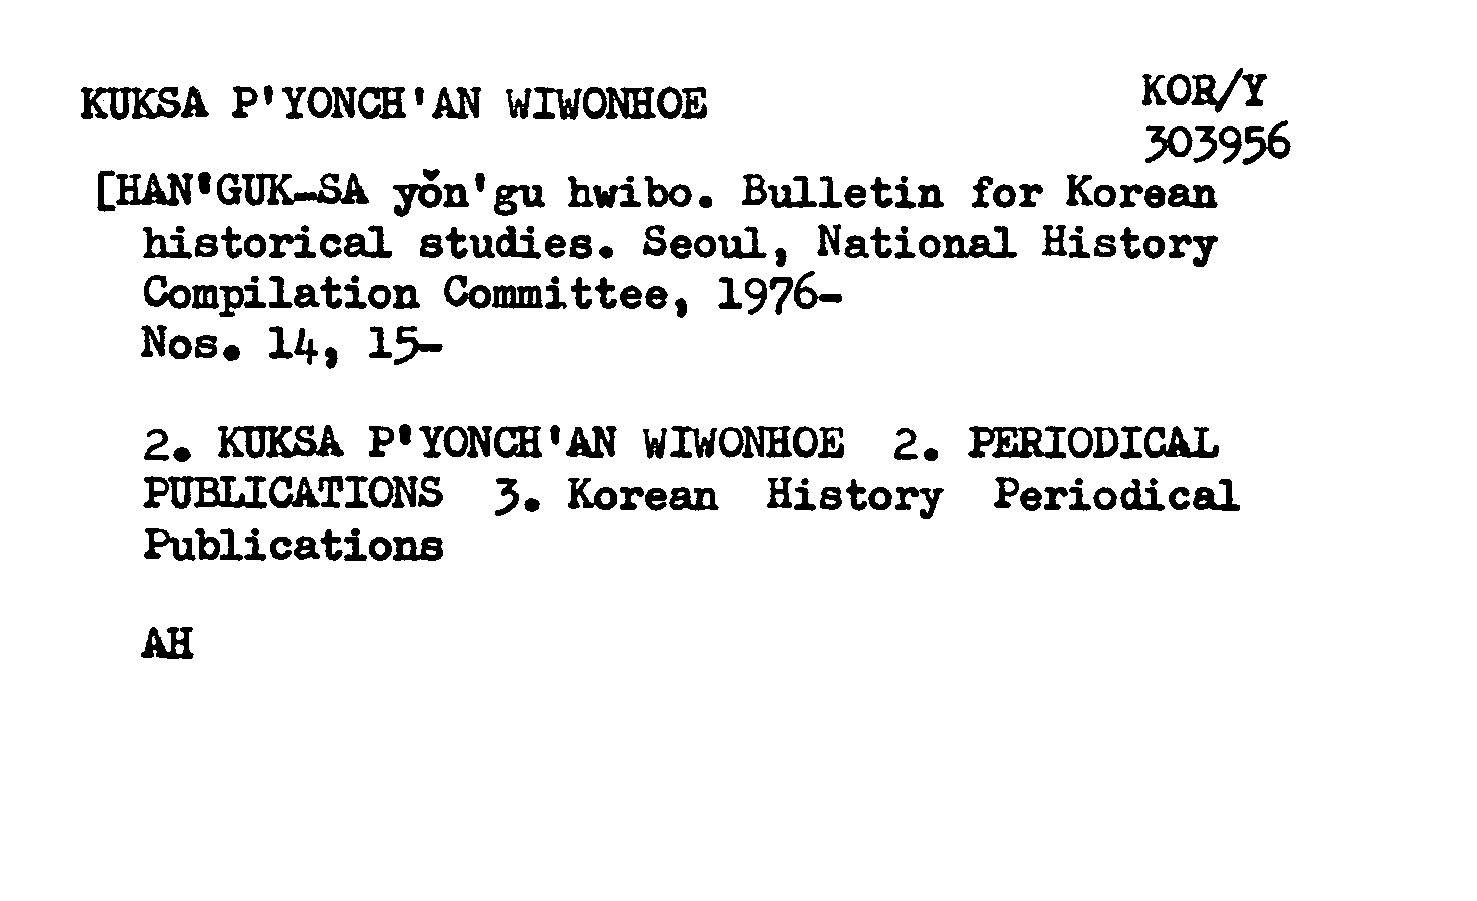 KUKSA P'YONCH'AN WIWONHOE
KOR/Y
303956
[HAN'GUK-SA yŏn'gu hwibo. Bulletin for Korean
historical studies. Seoul, National History
Compilation Committee, 1976-
Nos. 14, 15-
2. KUKSA P'YONCH'AN WIWONHOE 2. PERIODICAL
PUBLICATIONS 3. Korean History Periodical
Publications
AH